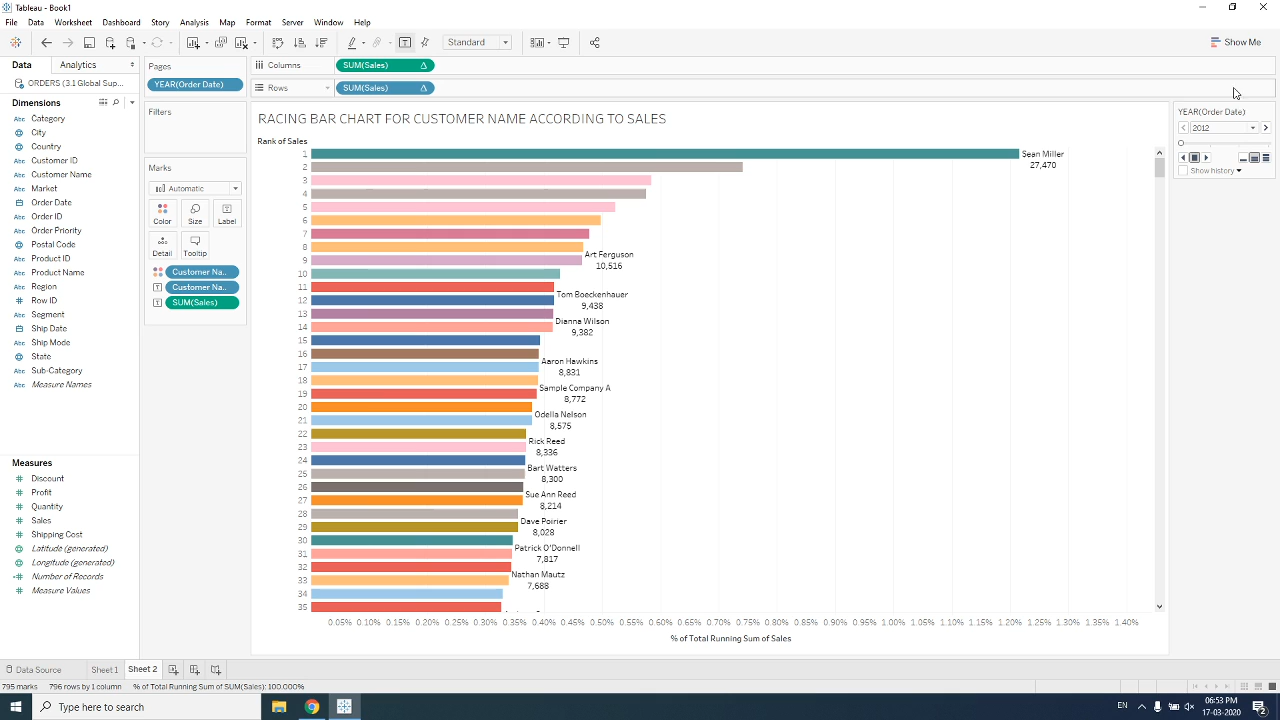 Tableau - Book1
File Data Worksheet Dashboard Story Analysis Map Format Server Window Help
Standard
Show Me
Data Analytics
Pages
Columns SUM(Sales) Δ
Rows SUM(Sales) Δ
ORDERS (3.1 Global Sup...
YEAR(Order Date)
Filters
Marks
Automatic
Color Size Label
Detail Tooltip
Customer Na..
Customer Na..
SUM(Sales)
Dimensions
Abc Category
City
Country
Abc Customer ID
Abc Customer Name
Abc Market
Order Date
Abc Order ID
Abc Order Priority
Postal Code
Abc Product ID
Abc Product Name
Abc Region
# Row ID
Abc Segment
Ship Date
Abc Ship Mode
State
Abc Sub-Category
Abc Measure Names
Measures
# Discount
# Profit
# Quantity
# Sales
# Shipping Cost
Latitude (generated)
Longitude (generated)
Number of Records
# Measure Values
RACING BAR CHART FOR CUSTOMER NAME ACCORDING TO SALES
Rank of Sales
1 Sean Miller
27,470
2
3
4
5
6
7
8
9 Art Ferguson
10,516
10
11
12 Tom Boeckenhauer
9,438
13
14 Dianna Wilson
9,382
15
16
17 Aaron Hawkins
8,831
18
19 Sample Company A
8,772
20
21 Odella Nelson
8,575
22
23 Rick Reed
8,336
24
25 Bart Watters
8,300
26
27 Sue Ann Reed
8,214
28
29 Dave Poirier
8,028
30
31 Patrick O'Donnell
7,817
32
33 Nathan Mautz
7,688
34
35
0.05% 0.10% 0.15% 0.20% 0.25% 0.30% 0.35% 0.40% 0.45% 0.50% 0.55% 0.60% 0.65% 0.70% 0.75% 0.80% 0.85% 0.90% 0.95% 1.00% 1.05% 1.10% 1.15% 1.20% 1.25% 1.30% 1.35% 1.40%
% of Total Running Sum of Sales
YEAR(Order Date)
2012
Show history
Data Source Sheet 1 Sheet 2
795 marks 796 rows by 1 column % of Total Running Sum of SUM(Sales): 100.000%
Type here to search
EN
06:53 PM
17-03-2020
2